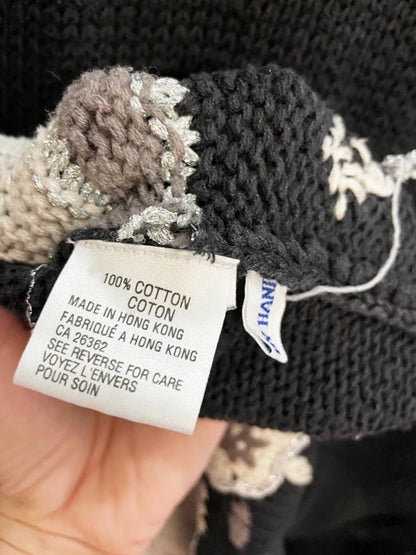 100% COTTON
COTON
MADE IN HONG KONG
FABRIQUÉ A HONG KONG
CA 26362
SEE REVERSE FOR CARE
VOYEZ L'ENVERS
POUR SOIN
HAN